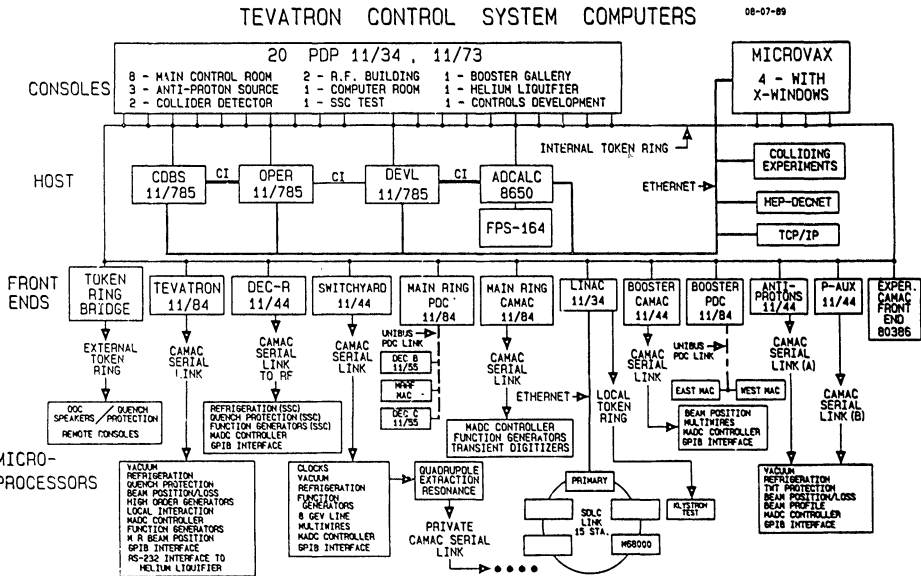 TEVATRON CONTROL SYSTEM COMPUTERS
08-07-89
CONSOLES
20 PDP 11/34 , 11/73
8 - MAIN CONTROL ROOM
3 - ANTI-PROTON SOURCE
2 - COLLIDER DETECTOR
2 - R.F. BUILDING
1 - COMPUTER ROOM
1 - SSC TEST
1 - BOOSTER GALLERY
1 - HELIUM LIQUIFIER
1 - CONTROLS DEVELOPMENT
MICROVAX
4 - WITH
X-WINDOWS
INTERNAL TOKEN RING
HOST
CDBS
11/785
CI
OPER
11/785
CI
DEVL
11/785
CI
ADCALC
8650
FPS-164
ETHERNET
COLLIDING
EXPERIMENTS
HEP-DECNET
TCP/IP
FRONT
ENDS
TOKEN
RING
BRIDGE
TEVATRON
11/84
DEC-R
11/44
SWITCHYARD
11/44
MAIN RING
PDC
11/84
MAIN RING
CAMAC
11/84
LINAC
11/34
BOOSTER
CAMAC
11/44
BOOSTER
PDC
11/84
ANTI-
PROTONS
11/44
P-AUX
11/44
EXPER.
CAMAC
FRONT
END
80386
EXTERNAL
TOKEN
RING
CAMAC
SERIAL
LINK
CAMAC
SERIAL
LINK
TO RF
CAMAC
SERIAL
LINK
UNIBUS
PDC LINK
DEC B
11/55
MAC
DEC C
11/55
CAMAC
SERIAL
LINK
ETHERNET
LOCAL
TOKEN
RING
CAMAC
SERIAL
LINK
UNIBUS
PDC LINK
EAST MAC
WEST MAC
CAMAC
SERIAL
LINK (A)
CAMAC
SERIAL
LINK (B)
SPEAKERS / QUENCH
PROTECTION
REMOTE CONSOLES
REFRIGERATION (SSC)
QUENCH PROTECTION (SSC)
FUNCTION GENERATORS (SSC)
MADC CONTROLLER
GPIB INTERFACE
MADC CONTROLLER
FUNCTION GENERATORS
TRANSIENT DIGITIZERS
BEAM POSITION
MULTIWIRES
MADC CONTROLLER
GPIB INTERFACE
MICRO-
PROCESSORS
VACUUM
REFRIGERATION
QUENCH PROTECTION
BEAM POSITION/LOSS
HIGH ORDER GENERATORS
LOCAL INTERACTION
MADC CONTROLLER
FUNCTION GENERATORS
M R BEAM POSITION
GPIB INTERFACE
RS-232 INTERFACE TO
HELIUM LIQUIFIER
CLOCKS
VACUUM
REFRIGERATION
FUNCTION
GENERATORS
8 GEV LINE
MULTIWIRES
MADC CONTROLLER
GPIB INTERFACE
QUADRUPOLE
EXTRACTION
RESONANCE
PRIVATE
CAMAC SERIAL
LINK
PRIMARY
SDLC
LINK
15 STA.
M68000
KLYSTRON
TEST
VACUUM
REFRIGERATION
TWT PROTECTION
BEAM POSITION/LOSS
BEAM PROFILE
MADC CONTROLLER
GPIB INTERFACE